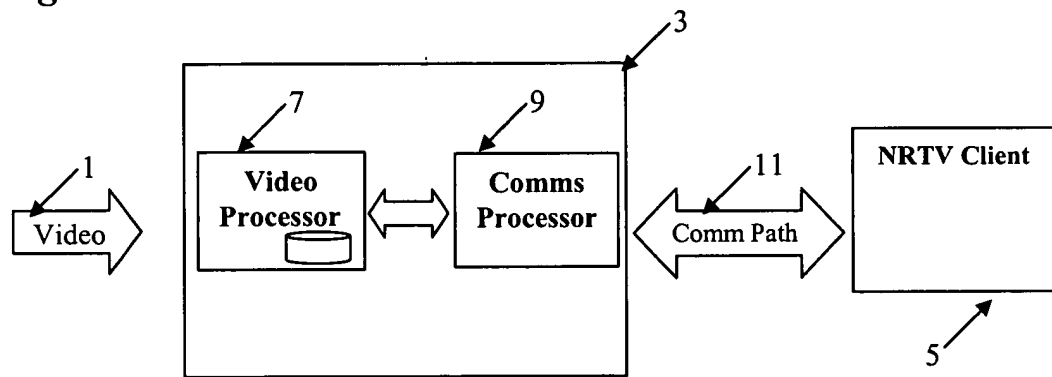 3
7
9
1
Video
Video
Processor
Comms
Processor
11
Comm Path
NRTV Client
5